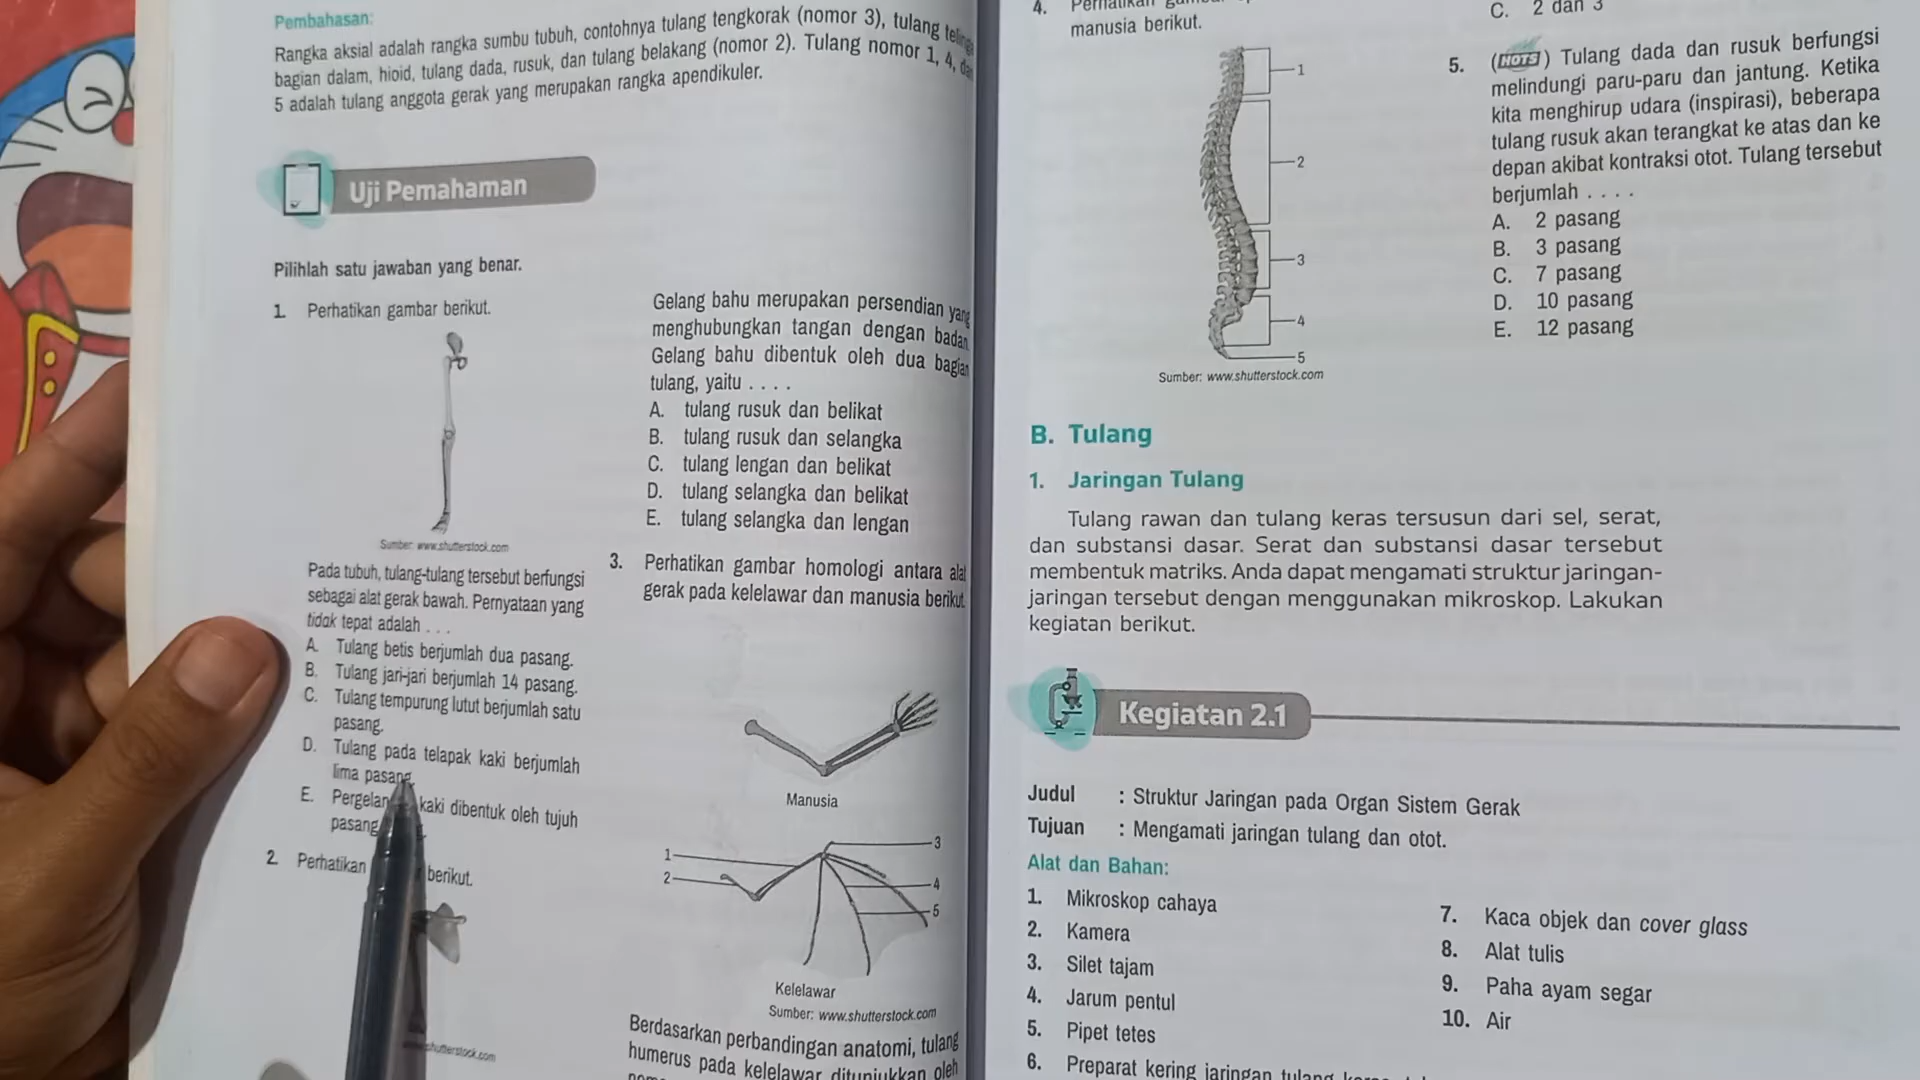 Pembahasan:
Rangka aksial adalah rangka sumbu tubuh, contohnya tulang tengkorak (nomor 3), tulang
bagian dalam, hioid, tulang dada, rusuk, dan tulang belakang (nomor 2). Tulang nomor 1, 4,
5 adalah tulang anggota gerak yang merupakan rangka apendikuler.
Uji Pemahaman
Pilihlah satu jawaban yang benar.
1. Perhatikan gambar berikut.
Sumber: www.shutterstock.com
Pada tubuh, tulang-tulang tersebut berfungsi
sebagai alat gerak bawah. Pernyataan yang
tidak tepat adalah . . .
A. Tulang betis berjumlah dua pasang.
B. Tulang jari-jari berjumlah 14 pasang.
C. Tulang tempurung lutut berjumlah satu
pasang.
D. Tulang pada telapak kaki berjumlah
lima pasang.
E. kaki dibentuk oleh tujuh
pasang
2. Perhatikan berikut.
shutterstock.com
Gelang bahu merupakan persendian yang
menghubungkan tangan dengan badan
Gelang bahu dibentuk oleh dua bagian
tulang, yaitu . . . .
A. tulang rusuk dan belikat
B. tulang rusuk dan selangka
C. tulang lengan dan belikat
D. tulang selangka dan belikat
E. tulang selangka dan lengan
3. Perhatikan gambar homologi antara alat
gerak pada kelelawar dan manusia berikut.
Manusia
1
2
3
4
5
Kelelawar
Sumber: www.shutterstock.com
Berdasarkan perbandingan anatomi, tulang
humerus pada kelelawar ditunjukkan oleh
4.
manusia berikut.
1
2
3
4
5
Sumber: www.shutterstock.com
C. 2 dan 3
5. (HOTS) Tulang dada dan rusuk berfungsi
melindungi paru-paru dan jantung. Ketika
kita menghirup udara (inspirasi), beberapa
tulang rusuk akan terangkat ke atas dan ke
depan akibat kontraksi otot. Tulang tersebut
berjumlah . . . .
A. 2 pasang
B. 3 pasang
C. 7 pasang
D. 10 pasang
E. 12 pasang
B. Tulang
1. Jaringan Tulang
Tulang rawan dan tulang keras tersusun dari sel, serat,
dan substansi dasar. Serat dan substansi dasar tersebut
membentuk matriks. Anda dapat mengamati struktur jaringan-
jaringan tersebut dengan menggunakan mikroskop. Lakukan
kegiatan berikut.
Kegiatan 2.1
Judul : Struktur Jaringan pada Organ Sistem Gerak
Tujuan : Mengamati jaringan tulang dan otot.
Alat dan Bahan:
1. Mikroskop cahaya
2. Kamera
3. Silet tajam
4. Jarum pentul
5. Pipet tetes
6. Preparat kering jaringan tulang
7. Kaca objek dan cover glass
8. Alat tulis
9. Paha ayam segar
10. Air